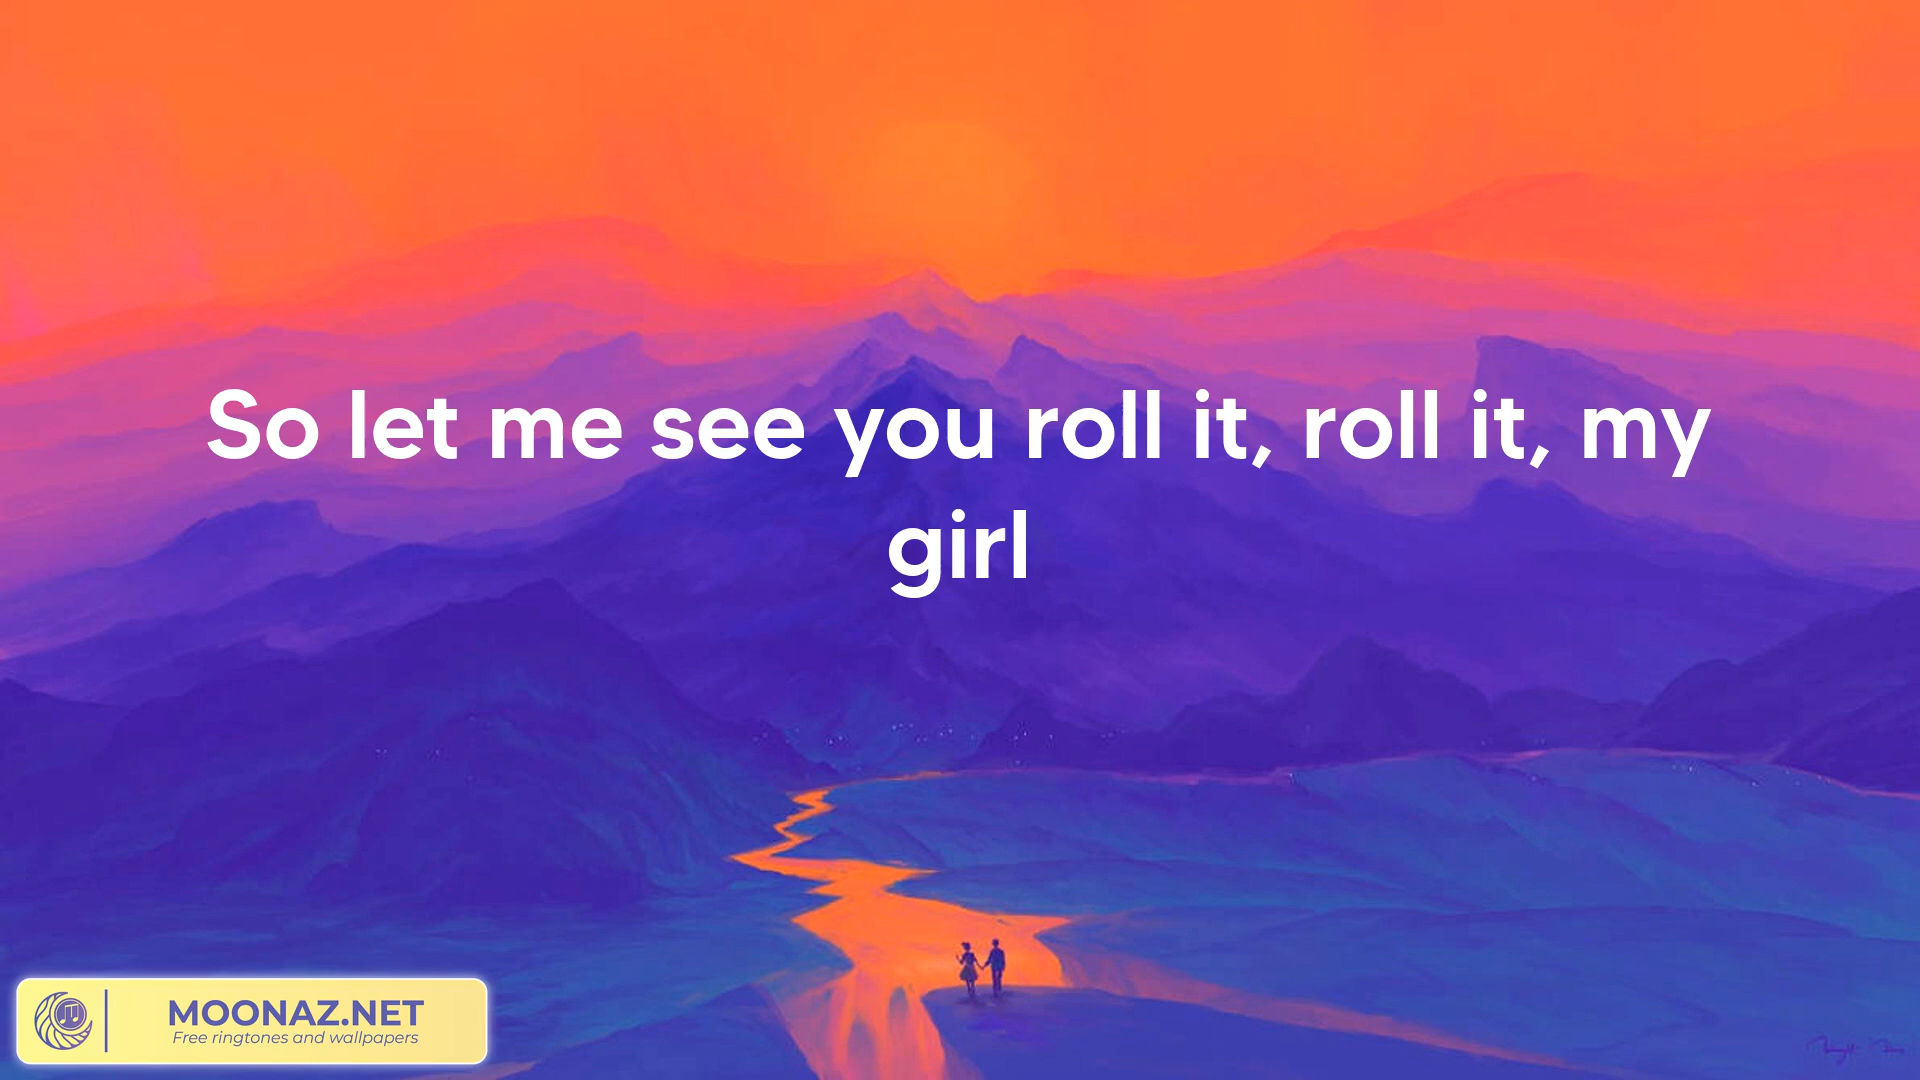 So let me see you roll it, roll it, my
girl
MOONAZ.NET
Free ringtones and wallpapers